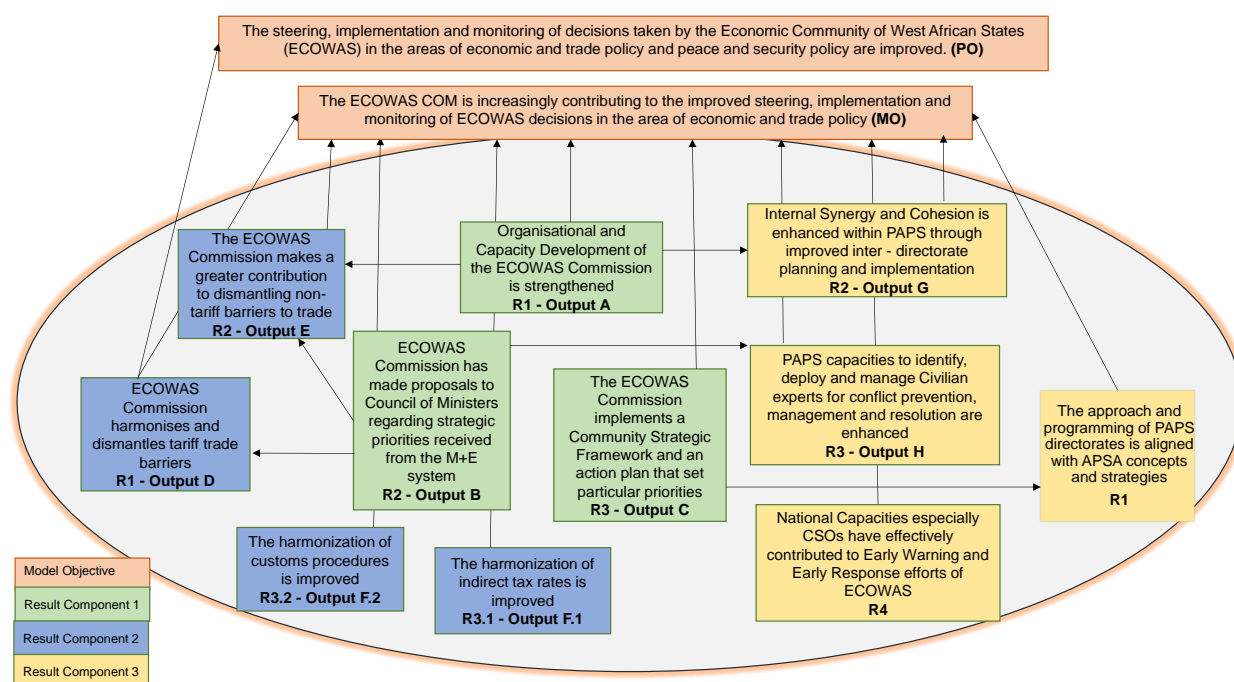 The steering, implementation and monitoring of decisions taken by the Economic Community of West African States
(ECOWAS) in the areas of economic and trade policy and peace and security policy are improved. (PO)
The ECOWAS COM is increasingly contributing to the improved steering, implementation and
monitoring of ECOWAS decisions in the area of economic and trade policy (MO)
The ECOWAS
Commission makes a
greater contribution
to dismantling non-
tariff barriers to trade
R2 - Output E
Organisational and
Capacity Development of
the ECOWAS Commission
is strengthened
R1 - Output A
Internal Synergy and Cohesion is
enhanced within PAPS through
improved inter - directorate
planning and implementation
R2 - Output G
ECOWAS
Commission
harmonises and
dismantles tariff trade
barriers
R1 - Output D
ECOWAS
Commission has
made proposals to
Council of Ministers
regarding strategic
priorities received
from the M+E
system
R2 - Output B
The ECOWAS
Commission
implements a
Community Strategic
Framework and an
action plan that set
particular priorities
R3 - Output C
PAPS capacities to identify,
deploy and manage Civilian
experts for conflict prevention,
management and resolution are
enhanced
R3 - Output H
The approach and
programming of PAPS
directorates is aligned
with APSA concepts
and strategies
R1
The harmonization of
customs procedures
is improved
R3.2 - Output F.2
The harmonization of
indirect tax rates is
improved
R3.1 - Output F.1
National Capacities especially
CSOs have effectively
contributed to Early Warning and
Early Response efforts of
ECOWAS
R4
Model Objective
Result Component 1
Result Component 2
Result Component 3